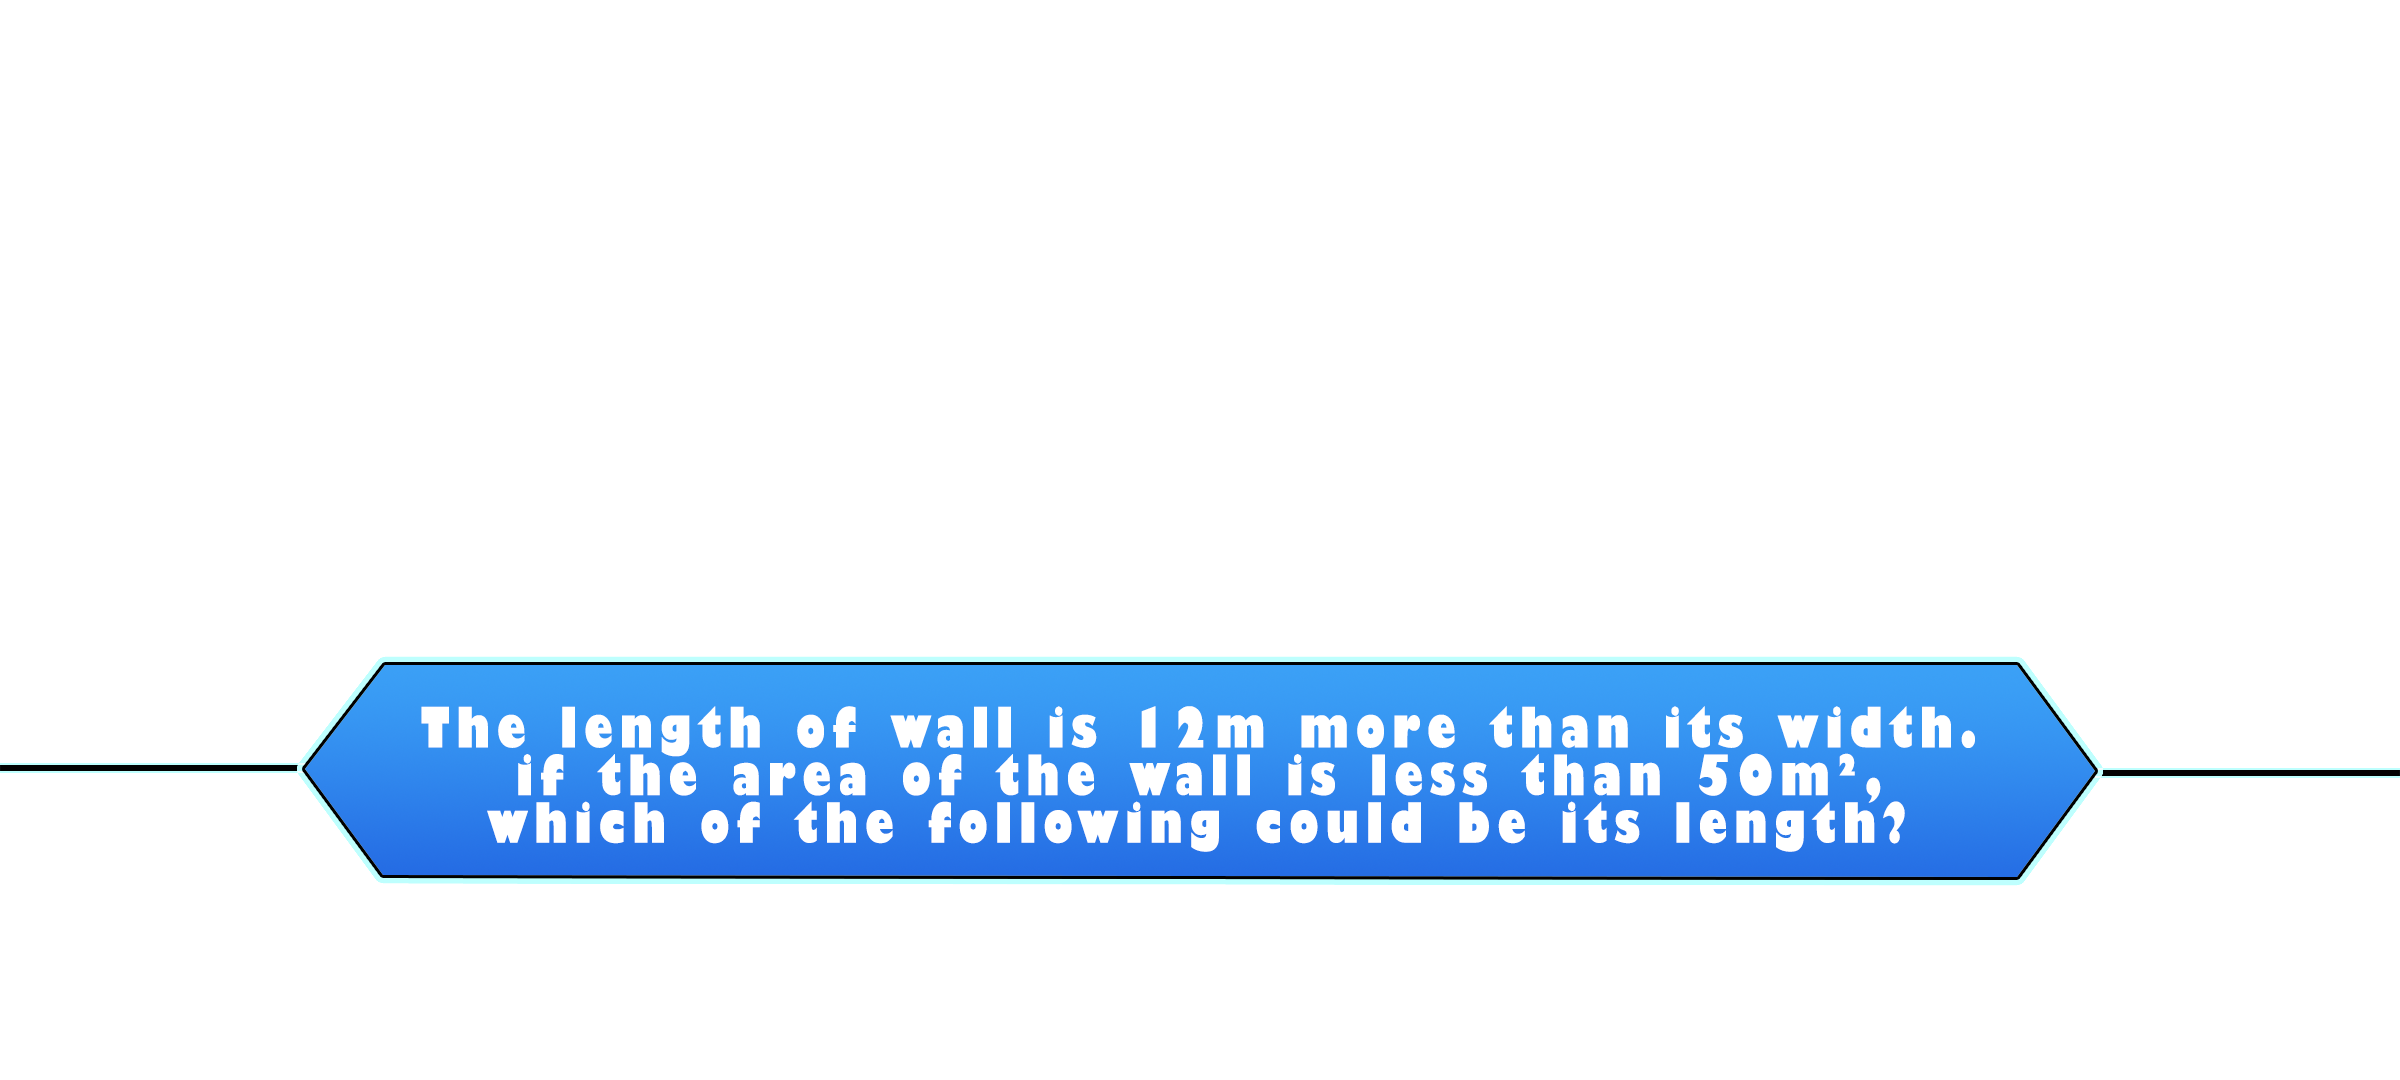 The length of wall is 12m more than its width.
if the area of the wall is less than 50m²,
which of the following could be its length?